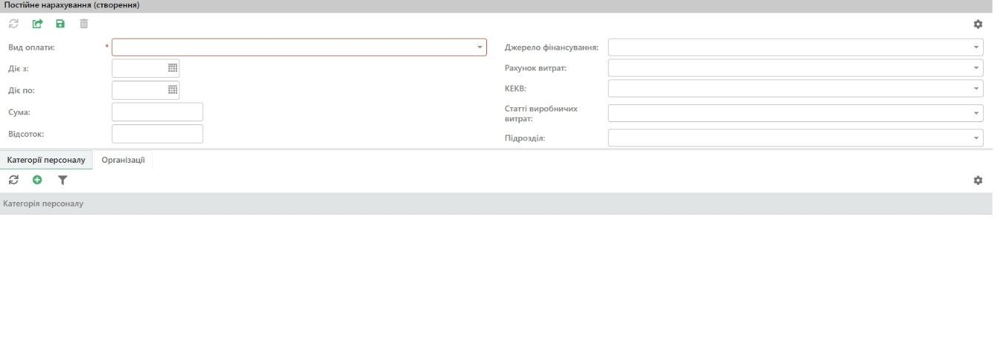 Постійне нарахування (створення)
Вид оплати: *
Діє з:
Діє по:
Сума:
Відсоток:
Джерело фінансування:
Рахунок витрат:
КЕКВ:
Статті виробничих
витрат:
Підрозділ:
Категорії персоналу Організації
Категорія персоналу